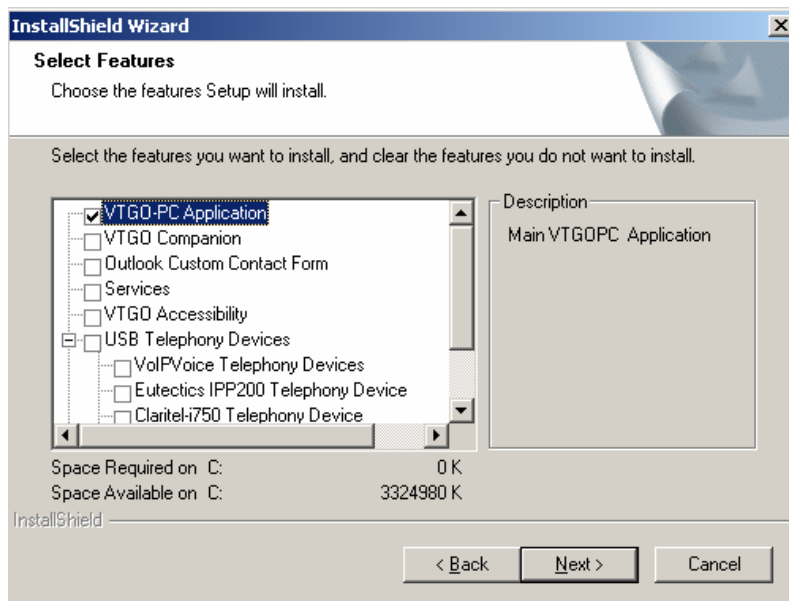 InstallShield Wizard
Select Features
Choose the features Setup will install.
Select the features you want to install, and clear the features you do not want to install.
VTGO-PC Application
VTGO Companion
Outlook Custom Contact Form
Services
VTGO Accessibility
USB Telephony Devices
VoIPVoice Telephony Devices
Eutectics IPP200 Telephony Device
Claritel-i750 Telephony Device
Description
Main VTGOPC Application
Space Required on C: 0 K
Space Available on C: 3324980 K
InstallShield
< Back Next > Cancel